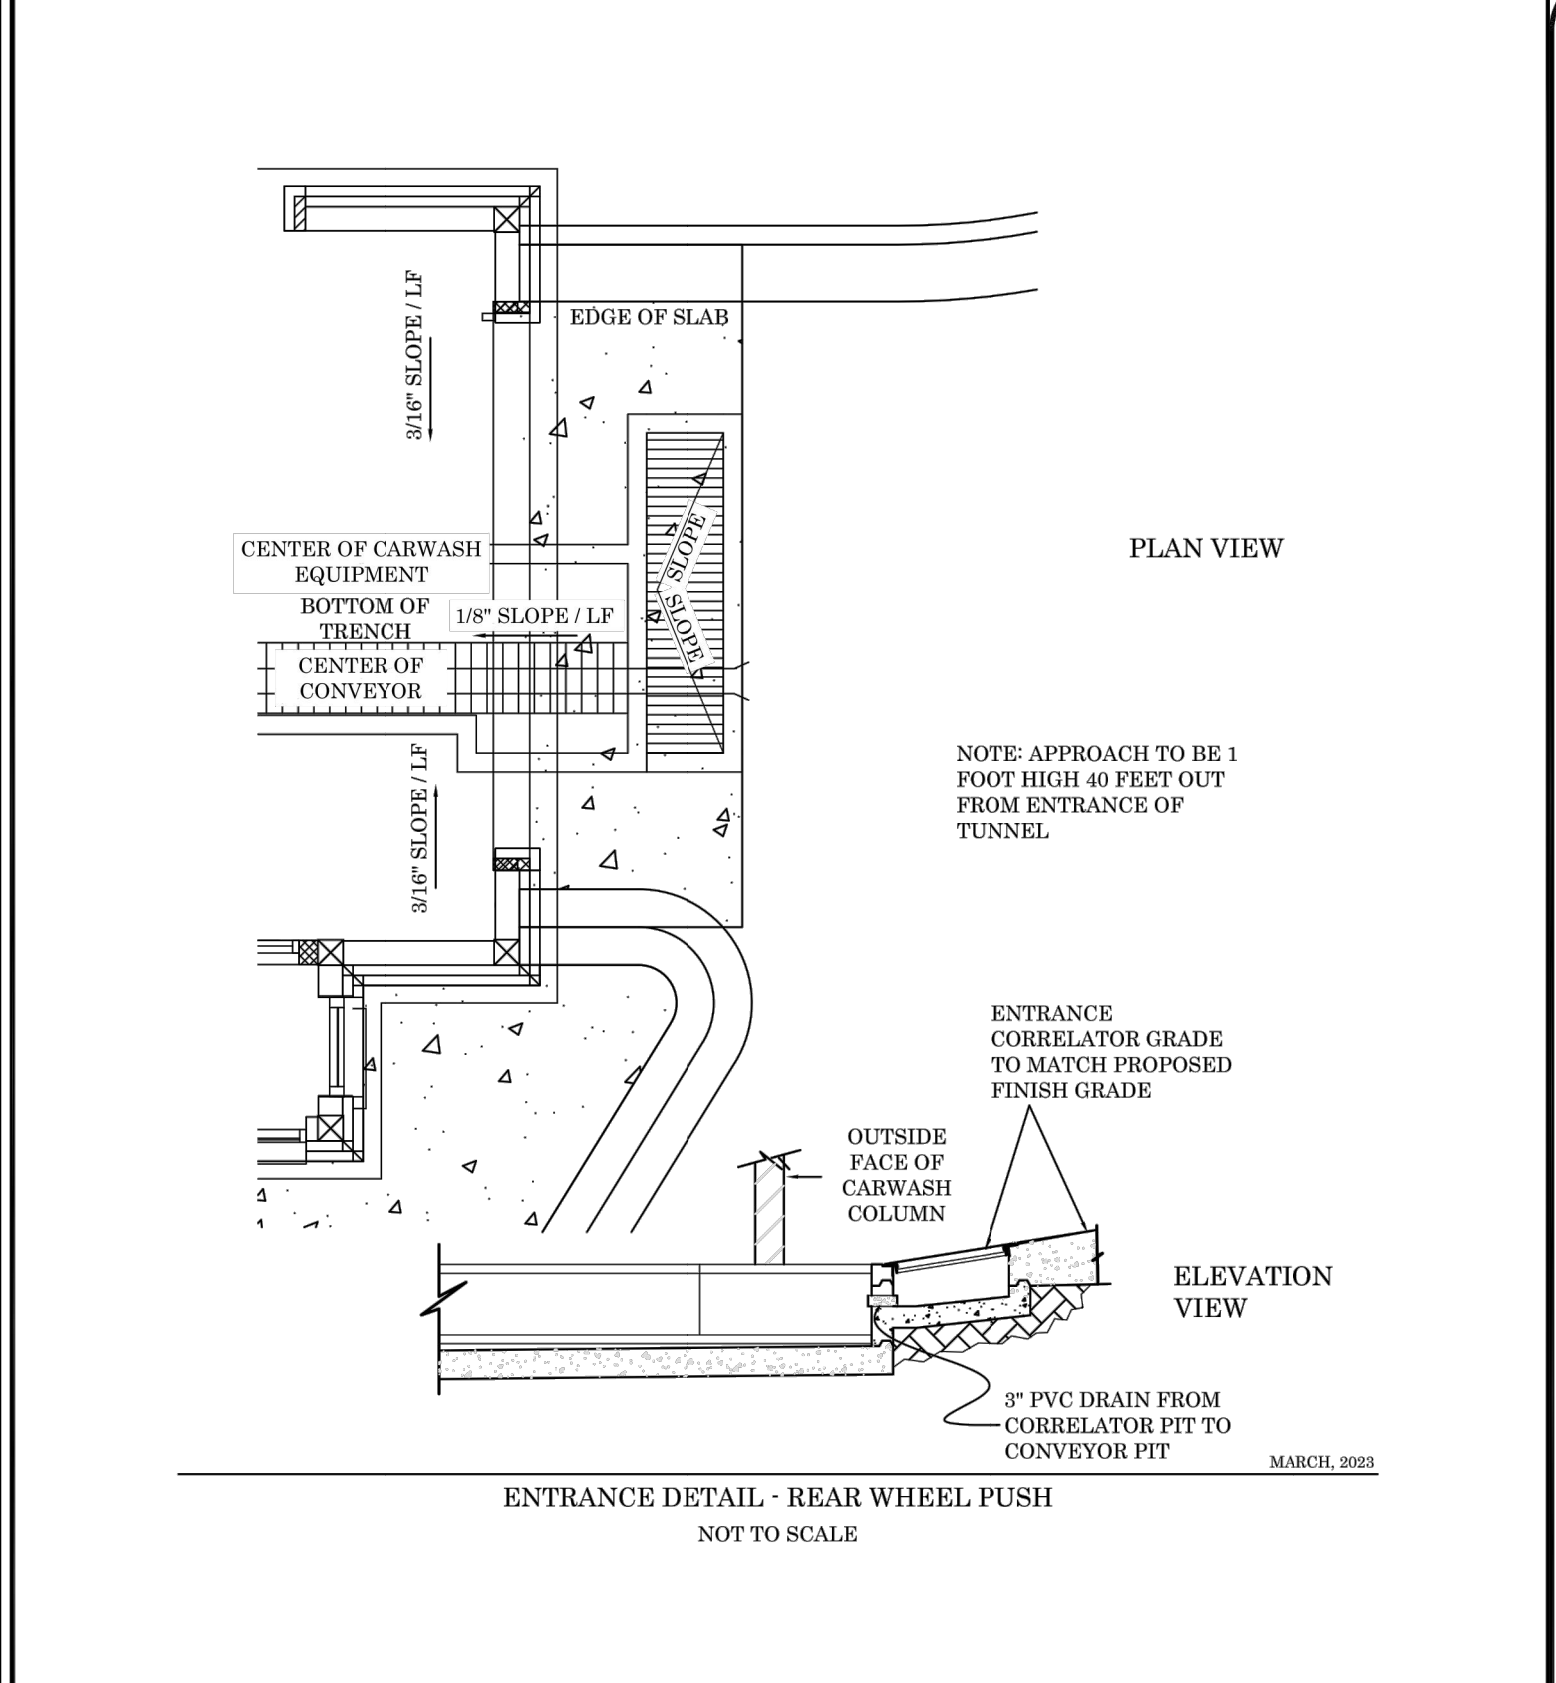 3/16" SLOPE / LF
EDGE OF SLAB
CENTER OF CARWASH
EQUIPMENT
BOTTOM OF
TRENCH
1/8" SLOPE / LF
CENTER OF
CONVEYOR
SLOPE
SLOPE
3/16" SLOPE / LF
PLAN VIEW
NOTE: APPROACH TO BE 1
FOOT HIGH 40 FEET OUT
FROM ENTRANCE OF
TUNNEL
ENTRANCE
CORRELATOR GRADE
TO MATCH PROPOSED
FINISH GRADE
OUTSIDE
FACE OF
CARWASH
COLUMN
ELEVATION
VIEW
3" PVC DRAIN FROM
CORRELATOR PIT TO
CONVEYOR PIT
MARCH, 2023
ENTRANCE DETAIL - REAR WHEEL PUSH
NOT TO SCALE